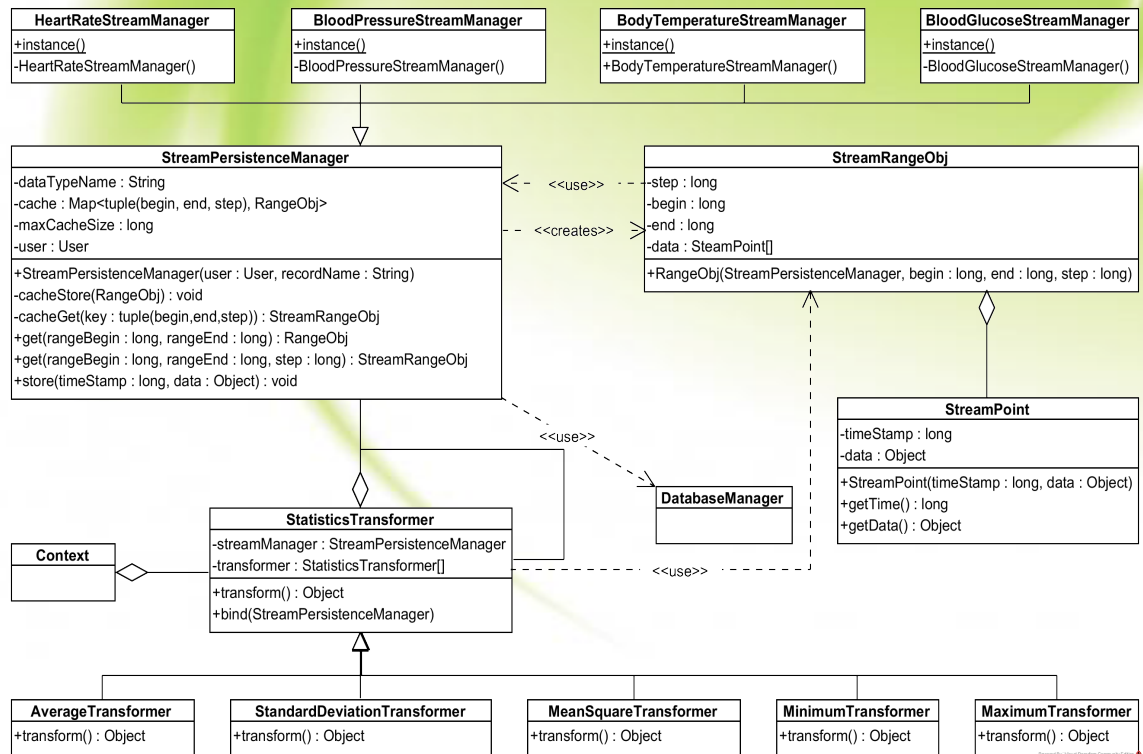 HeartRateStreamManager
+instance()
-HeartRateStreamManager()
BloodPressureStreamManager
+instance()
-BloodPressureStreamManager()
BodyTemperatureStreamManager
+instance()
+BodyTemperatureStreamManager()
BloodGlucoseStreamManager
+instance()
-BloodGlucoseStreamManager()
StreamPersistenceManager
-dataTypeName : String
-cache : Map<tuple(begin, end, step), RangeObj>
-maxCacheSize : long
-user : User
+StreamPersistenceManager(user : User, recordName : String)
-cacheStore(RangeObj) : void
-cacheGet(key : tuple(begin,end,step)) : StreamRangeObj
+get(rangeBegin : long, rangeEnd : long) : RangeObj
+get(rangeBegin : long, rangeEnd : long, step : long) : StreamRangeObj
+store(timeStamp : long, data : Object) : void
<<use>>
<<creates>>
StreamRangeObj
-step : long
-begin : long
-end : long
-data : SteamPoint[]
+RangeObj(StreamPersistenceManager, begin : long, end : long, step : long)
StreamPoint
-timeStamp : long
-data : Object
+StreamPoint(timeStamp : long, data : Object)
+getTime() : long
+getData() : Object
<<use>>
DatabaseManager
Context
StatisticsTransformer
-streamManager : StreamPersistenceManager
-transformer : StatisticsTransformer[]
+transform() : Object
+bind(StreamPersistenceManager)
<<use>>
AverageTransformer
+transform() : Object
StandardDeviationTransformer
+transform() : Object
MeanSquareTransformer
+transform() : Object
MinimumTransformer
+transform() : Object
MaximumTransformer
+transform() : Object